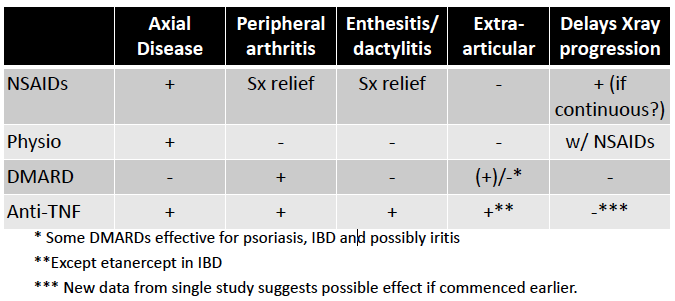 Axial Disease Peripheral arthritis Enthesitis/ dactylitis Extra- articular Delays Xray progression
NSAIDs + Sx relief Sx relief - + (if continuous?)
Physio + - - - w/ NSAIDs
DMARD - + - (+)/-* -
Anti-TNF + + + +** -***
* Some DMARDs effective for psoriasis, IBD and possibly iritis
**Except etanercept in IBD
*** New data from single study suggests possible effect if commenced earlier.